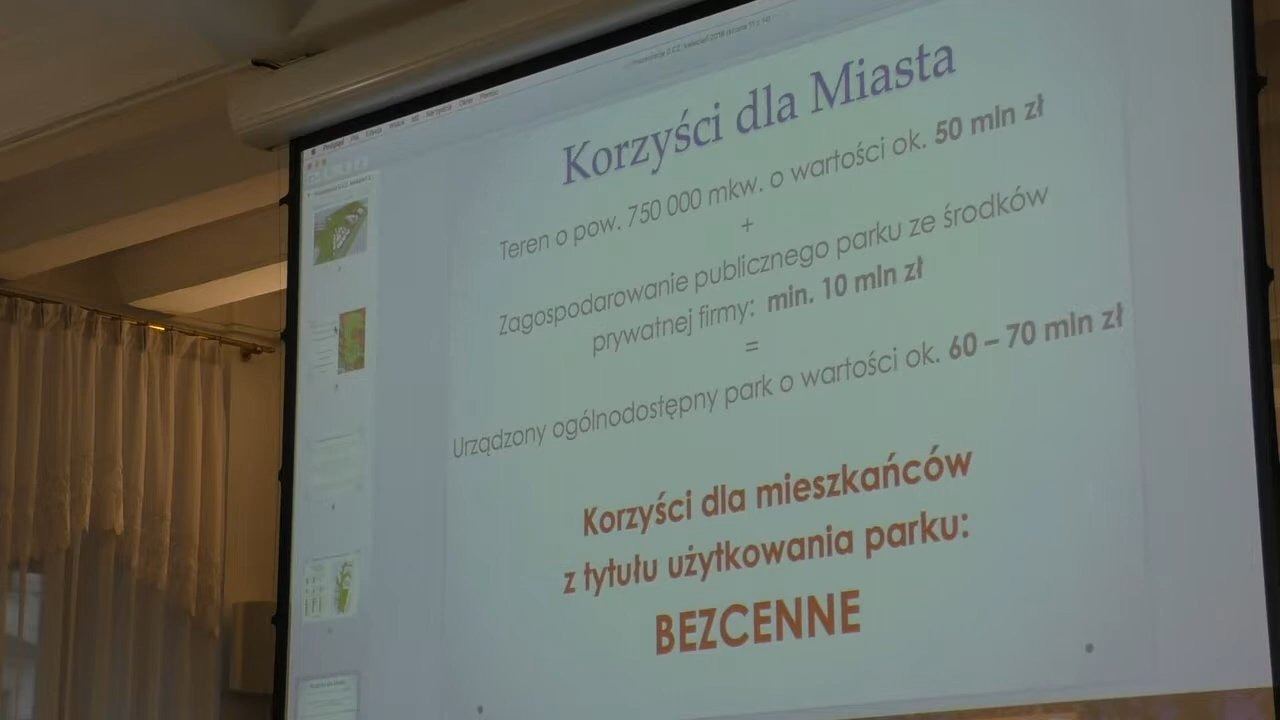 Korzyści dla Miasta
Teren o pow. 750 000 mkw. o wartości ok. 50 mln zł
+
Zagospodarowanie publicznego parku ze środków
prywatnej firmy: min. 10 mln zł
=
Urządzony ogólnodostępny park o wartości ok. 60 – 70 mln zł
Korzyści dla mieszkańców
z tytułu użytkowania parku:
BEZCENNE